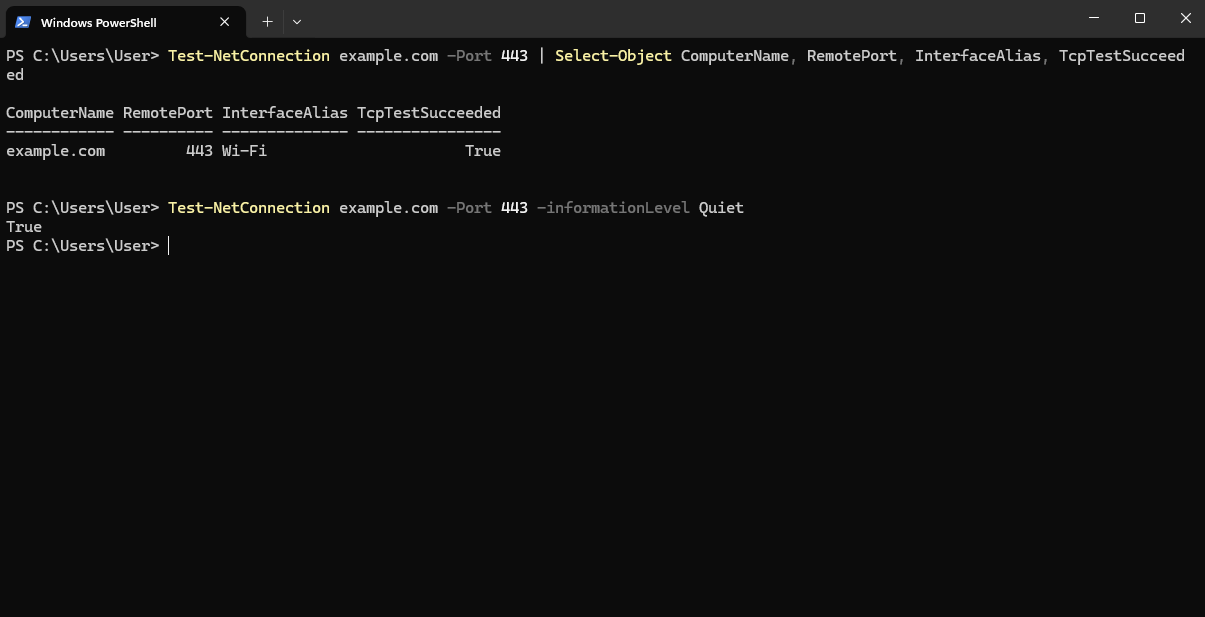 Windows PowerShell
PS C:\Users\User> Test-NetConnection example.com -Port 443 | Select-Object ComputerName, RemotePort, InterfaceAlias, TcpTestSucceed
ed
ComputerName RemotePort InterfaceAlias TcpTestSucceeded
------------ ---------- -------------- ----------------
example.com         443 Wi-Fi                      True
PS C:\Users\User> Test-NetConnection example.com -Port 443 -informationLevel Quiet
True
PS C:\Users\User>